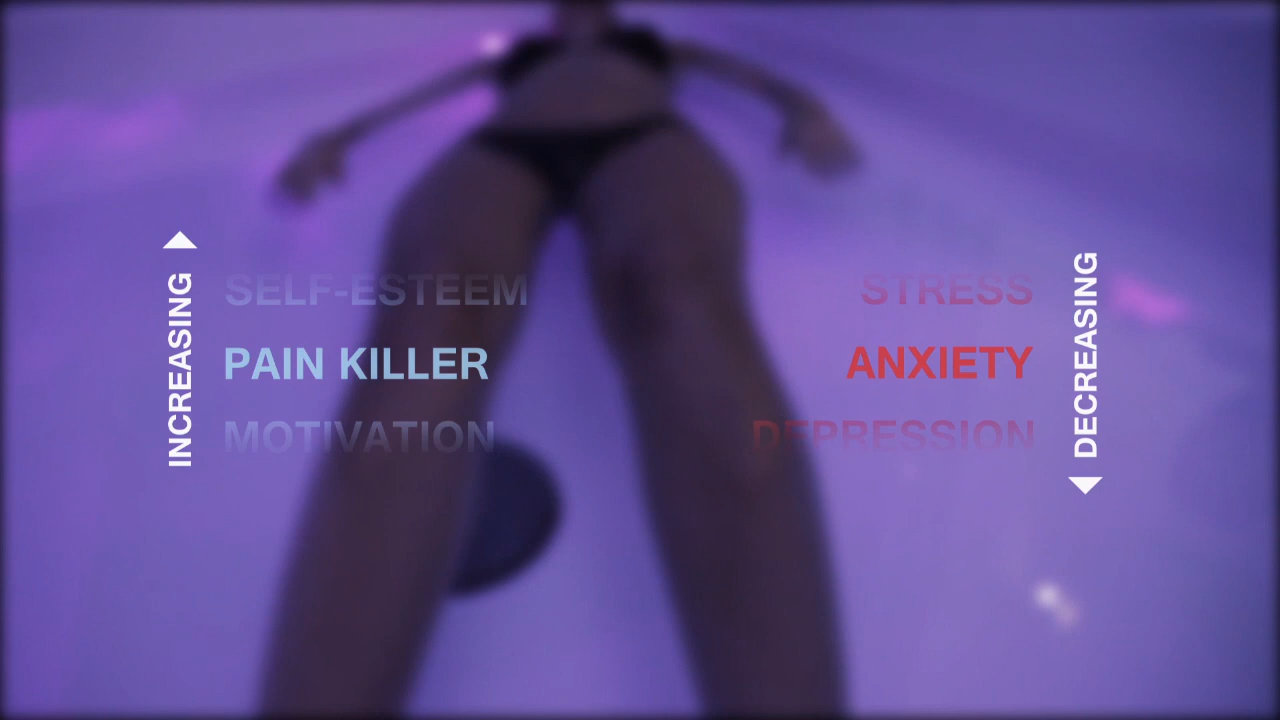 INCREASING
SELF-ESTEEM
PAIN KILLER
MOTIVATION
STRESS
ANXIETY
DEPRESSION
DECREASING